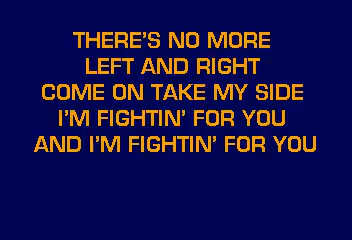 THERE'S NO MORE
LEFT AND RIGHT
COME ON TAKE MY SIDE
I'M FIGHTIN' FOR YOU
AND I'M FIGHTIN' FOR YOU